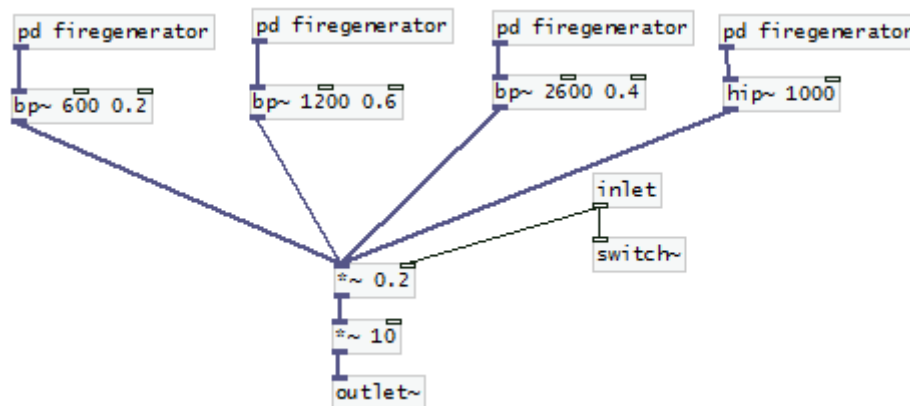 pd firegenerator
pd firegenerator
pd firegenerator
pd firegenerator
bp~ 600 0.2
bp~ 1200 0.6
bp~ 2600 0.4
hip~ 1000
inlet
switch~
*~ 0.2
*~ 10
outlet~